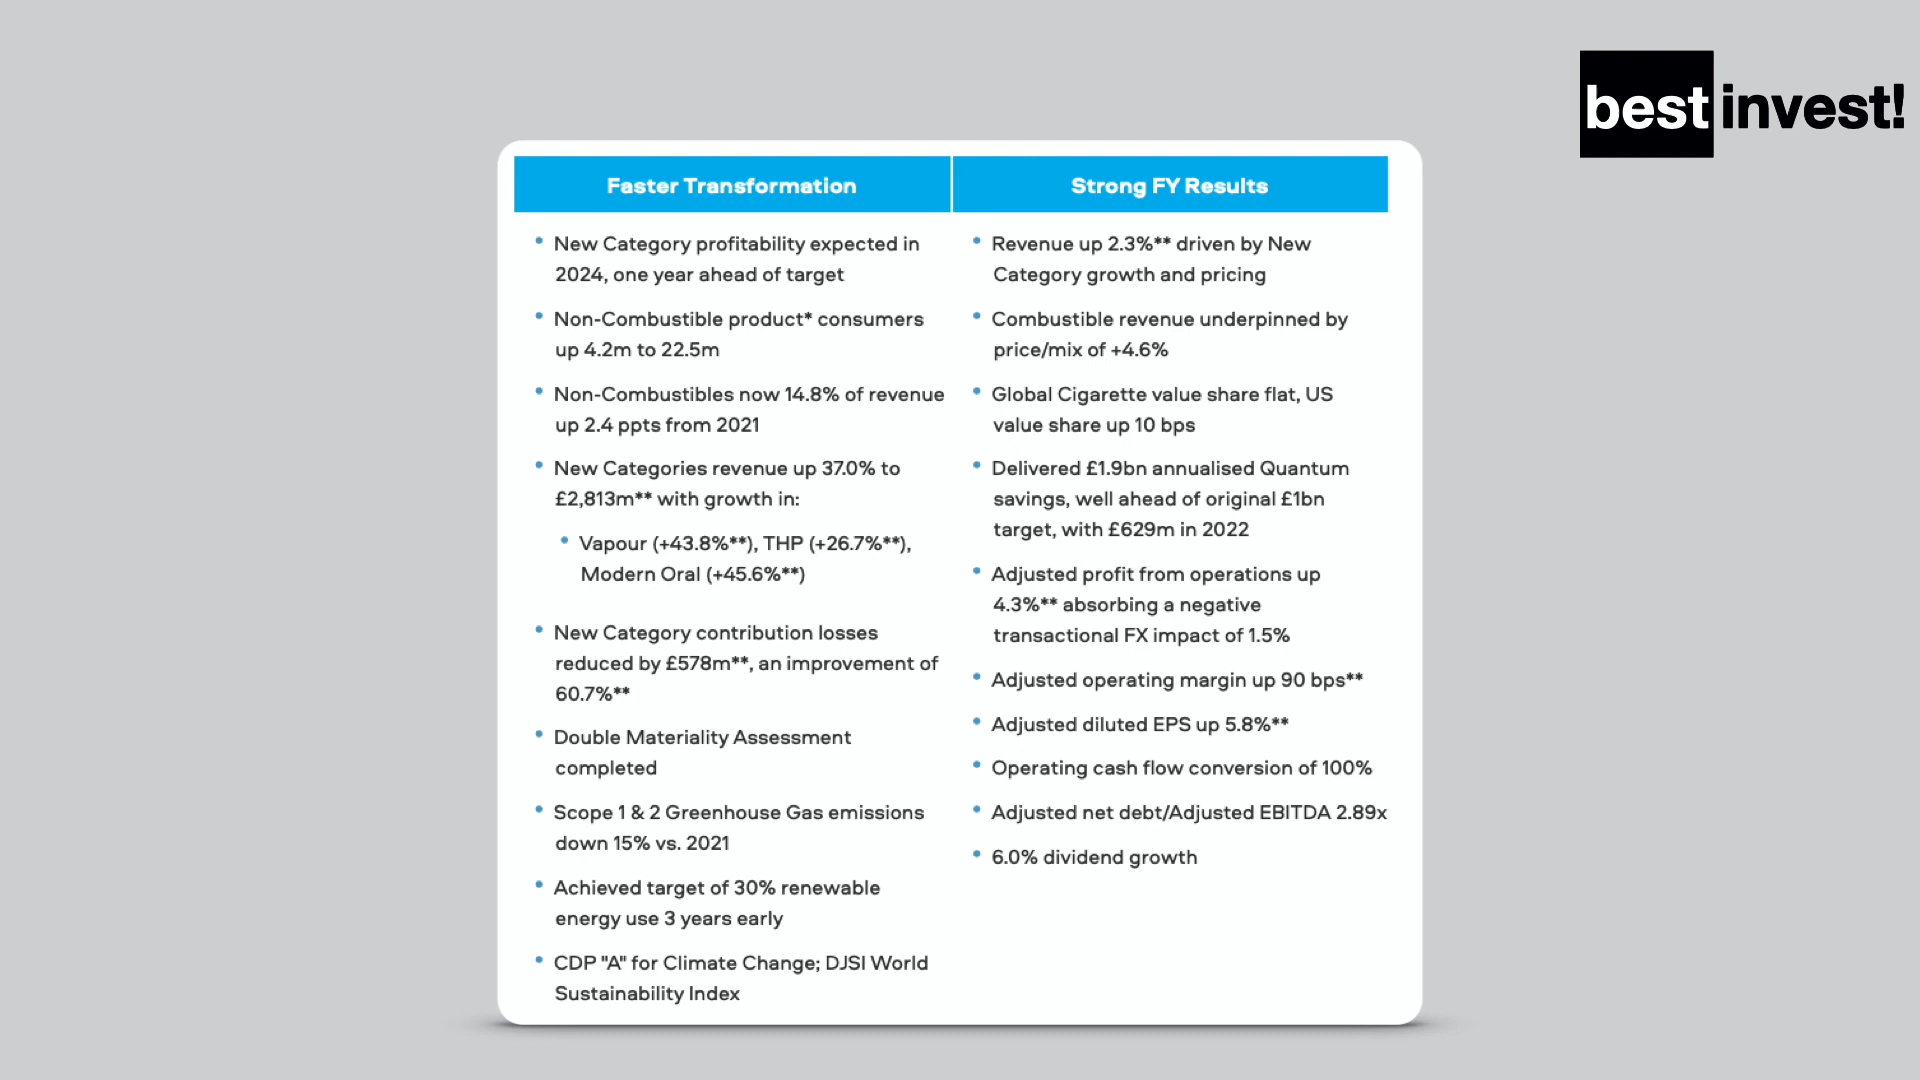 bestinvest!
Faster Transformation
• New Category profitability expected in
2024, one year ahead of target
• Non-Combustible product* consumers
up 4.2m to 22.5m
• Non-Combustibles now 14.8% of revenue
up 2.4 ppts from 2021
• New Categories revenue up 37.0% to
£2,813m** with growth in:
• Vapour (+43.8%**), THP (+26.7%**),
Modern Oral (+45.6%**)
• New Category contribution losses
reduced by £578m**, an improvement of
60.7%**
• Double Materiality Assessment
completed
• Scope 1 & 2 Greenhouse Gas emissions
down 15% vs. 2021
• Achieved target of 30% renewable
energy use 3 years early
• CDP "A" for Climate Change; DJSI World
Sustainability Index
Strong FY Results
• Revenue up 2.3%** driven by New
Category growth and pricing
• Combustible revenue underpinned by
price/mix of +4.6%
• Global Cigarette value share flat, US
value share up 10 bps
• Delivered £1.9bn annualised Quantum
savings, well ahead of original £1bn
target, with £629m in 2022
• Adjusted profit from operations up
4.3%** absorbing a negative
transactional FX impact of 1.5%
• Adjusted operating margin up 90 bps**
• Adjusted diluted EPS up 5.8%**
• Operating cash flow conversion of 100%
• Adjusted net debt/Adjusted EBITDA 2.89x
• 6.0% dividend growth